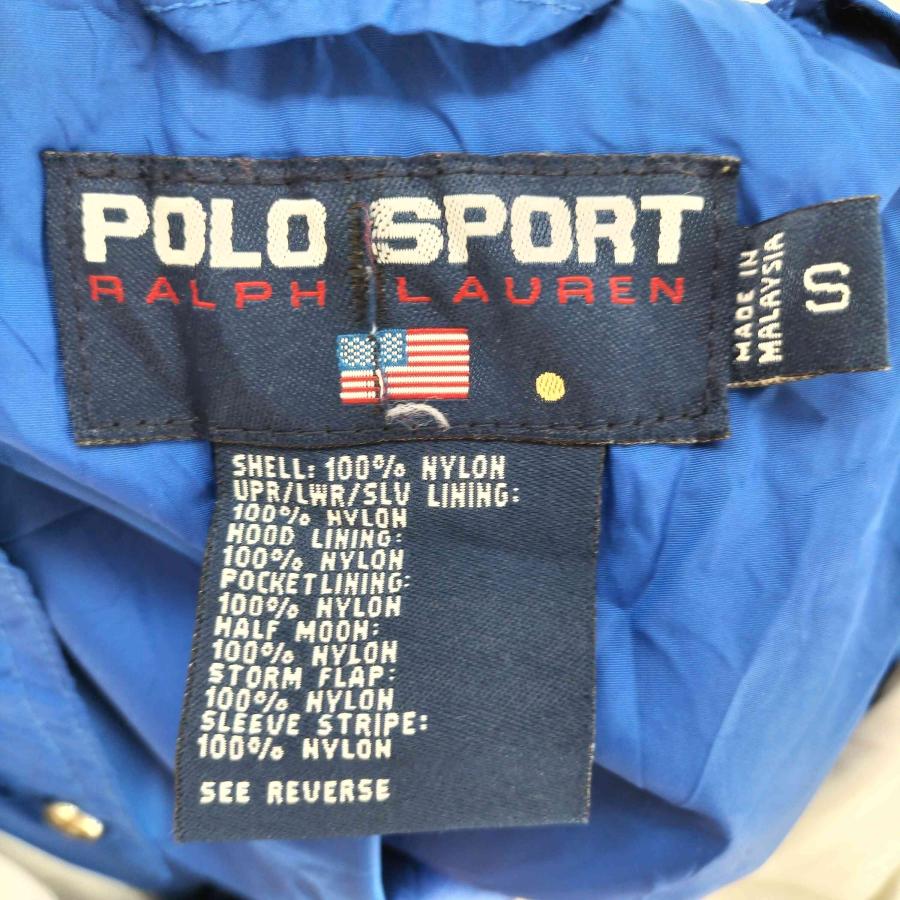 POLO SPORT
RALPH LAUREN
MADE IN
MALAYSIA
S
SHELL: 100% NYLON
UPR/LWR/SLV LINING:
100% NYLON
HOOD LINING:
100% NYLON
POCKETLINING:
100% NYLON
HALF MOON:
100% NYLON
STORM FLAP:
100% NYLON
SLEEVE STRIPE:
100% NYLON
SEE REVERSE